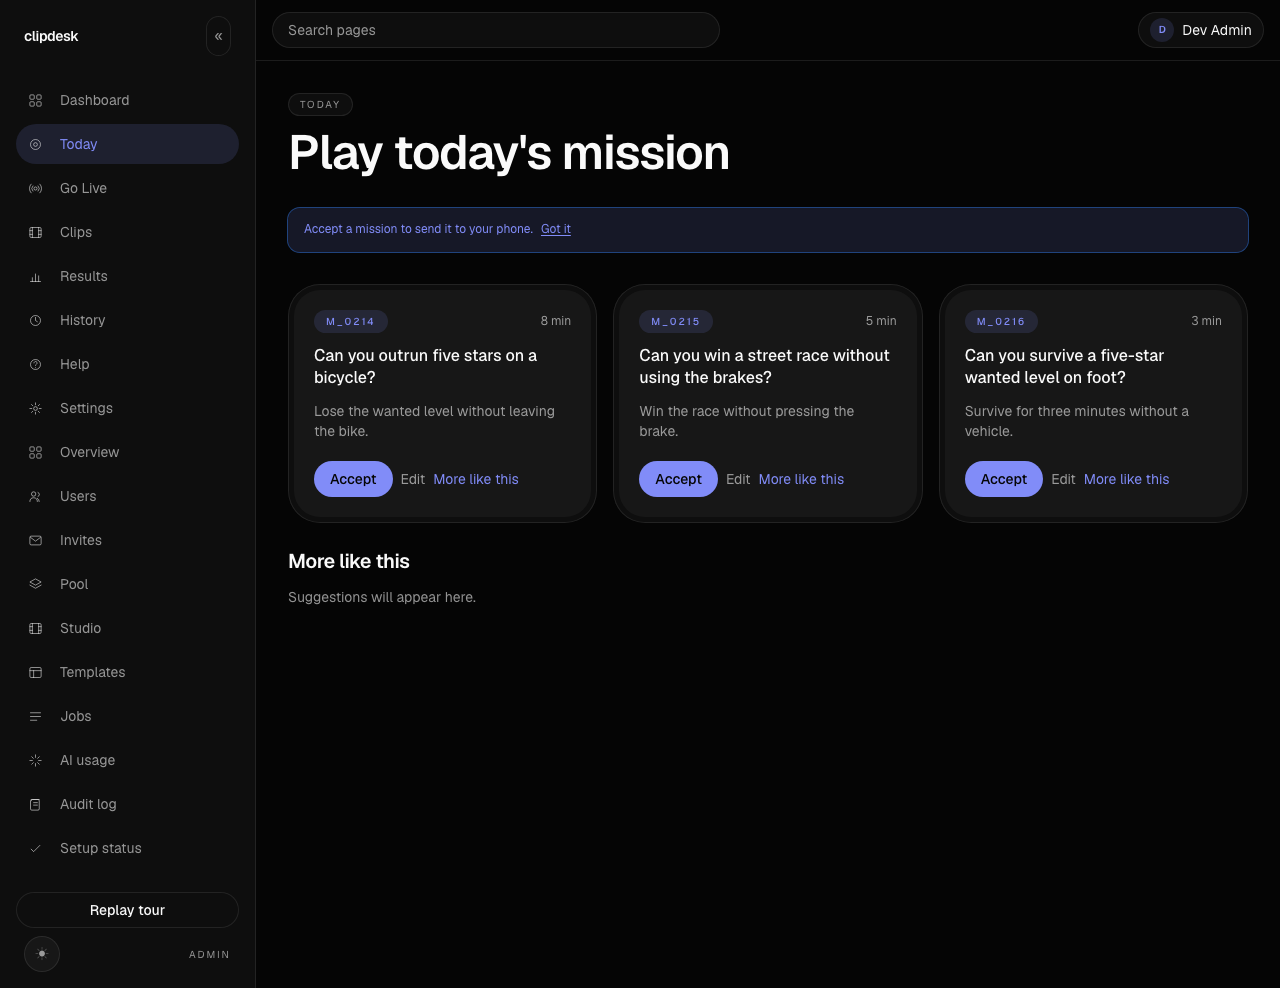 clipdesk
«
Search pages
D
Dev Admin
Dashboard
Today
Go Live
Clips
Results
History
Help
Settings
Overview
Users
Invites
Pool
Studio
Templates
Jobs
AI usage
Audit log
Setup status
Replay tour
ADMIN
TODAY
Play today's mission
Accept a mission to send it to your phone. Got it
M_0214
8 min
Can you outrun five stars on a
bicycle?
Lose the wanted level without leaving
the bike.
Accept Edit More like this
M_0215
5 min
Can you win a street race without
using the brakes?
Win the race without pressing the
brake.
Accept Edit More like this
M_0216
3 min
Can you survive a five-star
wanted level on foot?
Survive for three minutes without a
vehicle.
Accept Edit More like this
More like this
Suggestions will appear here.